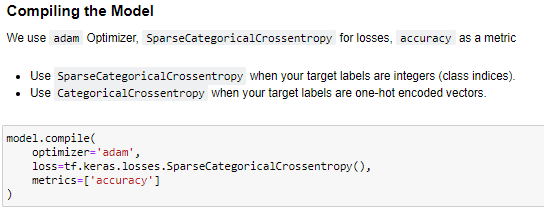 Compiling the Model
We use adam Optimizer, SparseCategoricalCrossentropy for losses, accuracy as a metric
• Use SparseCategoricalCrossentropy when your target labels are integers (class indices).
• Use CategoricalCrossentropy when your target labels are one-hot encoded vectors.
model.compile(
    optimizer='adam',
    loss=tf.keras.losses.SparseCategoricalCrossentropy(),
    metrics=['accuracy']
)